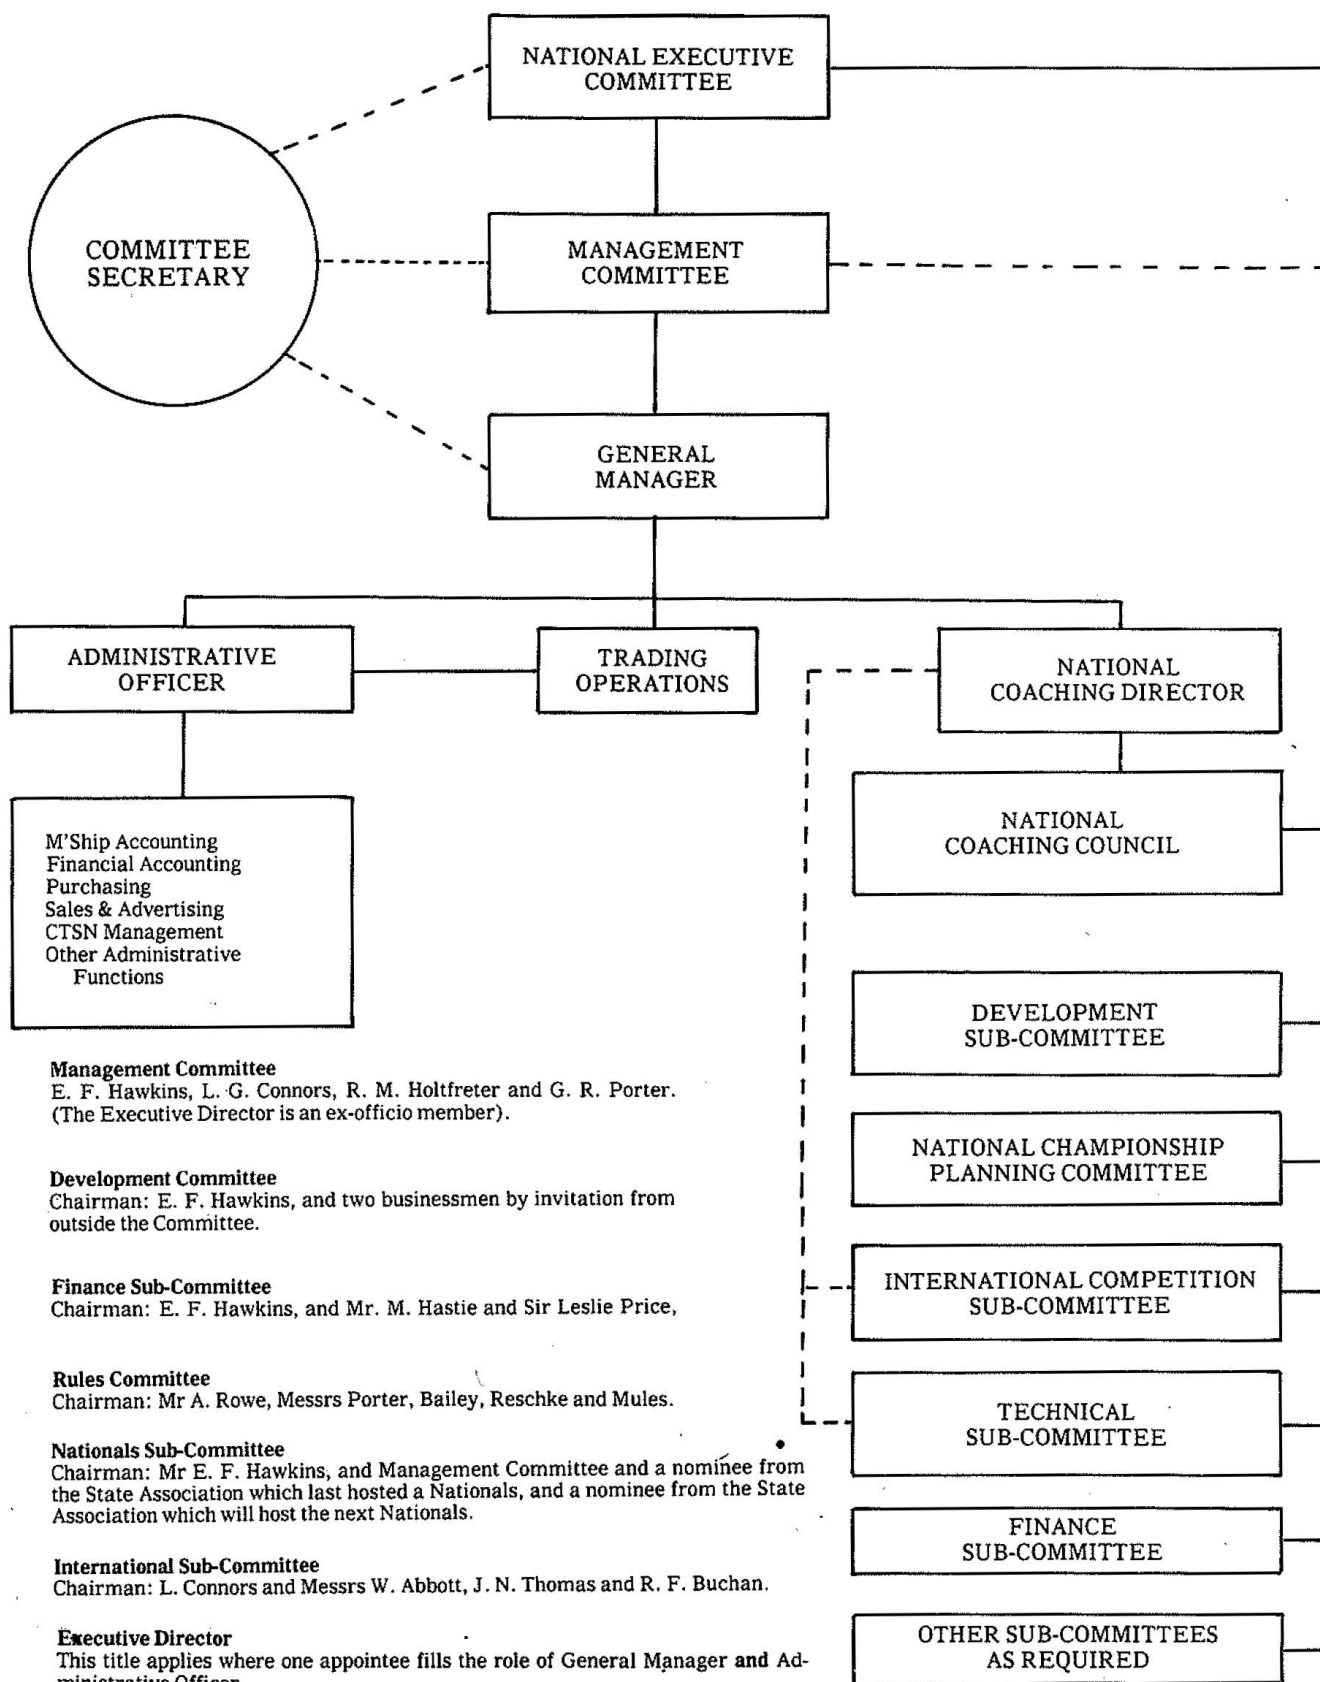 NATIONAL EXECUTIVE
COMMITTEE
COMMITTEE
SECRETARY
MANAGEMENT
COMMITTEE
GENERAL
MANAGER
ADMINISTRATIVE
OFFICER
TRADING
OPERATIONS
NATIONAL
COACHING DIRECTOR
M'Ship Accounting
Financial Accounting
Purchasing
Sales & Advertising
CTSN Management
Other Administrative
Functions
NATIONAL
COACHING COUNCIL
DEVELOPMENT
SUB-COMMITTEE
NATIONAL CHAMPIONSHIP
PLANNING COMMITTEE
INTERNATIONAL COMPETITION
SUB-COMMITTEE
TECHNICAL
SUB-COMMITTEE
FINANCE
SUB-COMMITTEE
OTHER SUB-COMMITTEES
AS REQUIRED
Management Committee
E. F. Hawkins, L. G. Connors, R. M. Holtfreter and G. R. Porter.
(The Executive Director is an ex-officio member).
Development Committee
Chairman: E. F. Hawkins, and two businessmen by invitation from
outside the Committee.
Finance Sub-Committee
Chairman: E. F. Hawkins, and Mr. M. Hastie and Sir Leslie Price,
Rules Committee
Chairman: Mr A. Rowe, Messrs Porter, Bailey, Reschke and Mules.
Nationals Sub-Committee
Chairman: Mr E. F. Hawkins, and Management Committee and a nominee from
the State Association which last hosted a Nationals, and a nominee from the State
Association which will host the next Nationals.
International Sub-Committee
Chairman: L. Connors and Messrs W. Abbott, J. N. Thomas and R. F. Buchan.
Executive Director
This title applies where one appointee fills the role of General Manager and Ad-
ministrative Officer